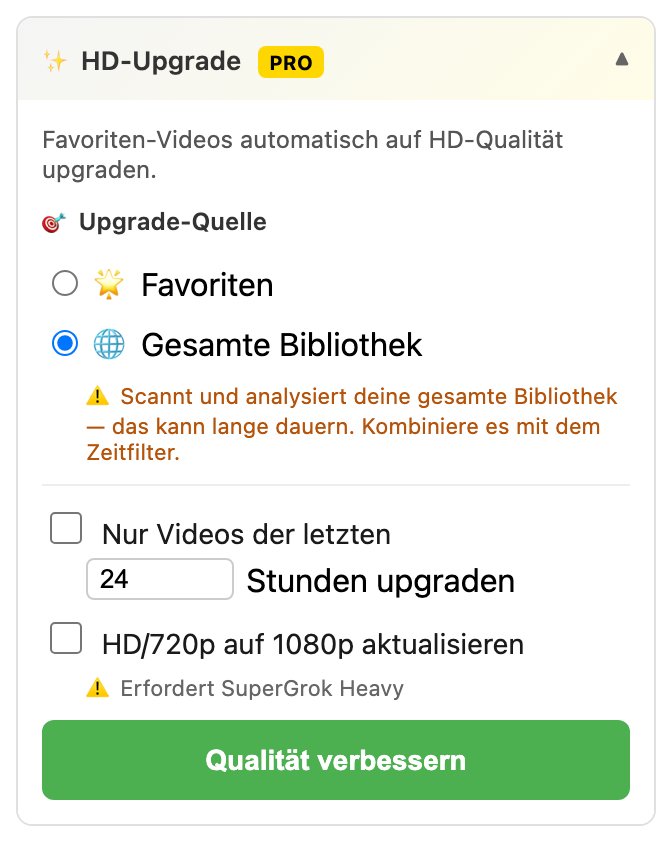 ✨ HD-Upgrade PRO ▲
Favoriten-Videos automatisch auf HD-Qualität
upgraden.
🎯 Upgrade-Quelle
🌟 Favoriten
🌐 Gesamte Bibliothek
⚠️ Scannt und analysiert deine gesamte Bibliothek
— das kann lange dauern. Kombiniere es mit dem
Zeitfilter.
Nur Videos der letzten
24 Stunden upgraden
HD/720p auf 1080p aktualisieren
⚠️ Erfordert SuperGrok Heavy
Qualität verbessern